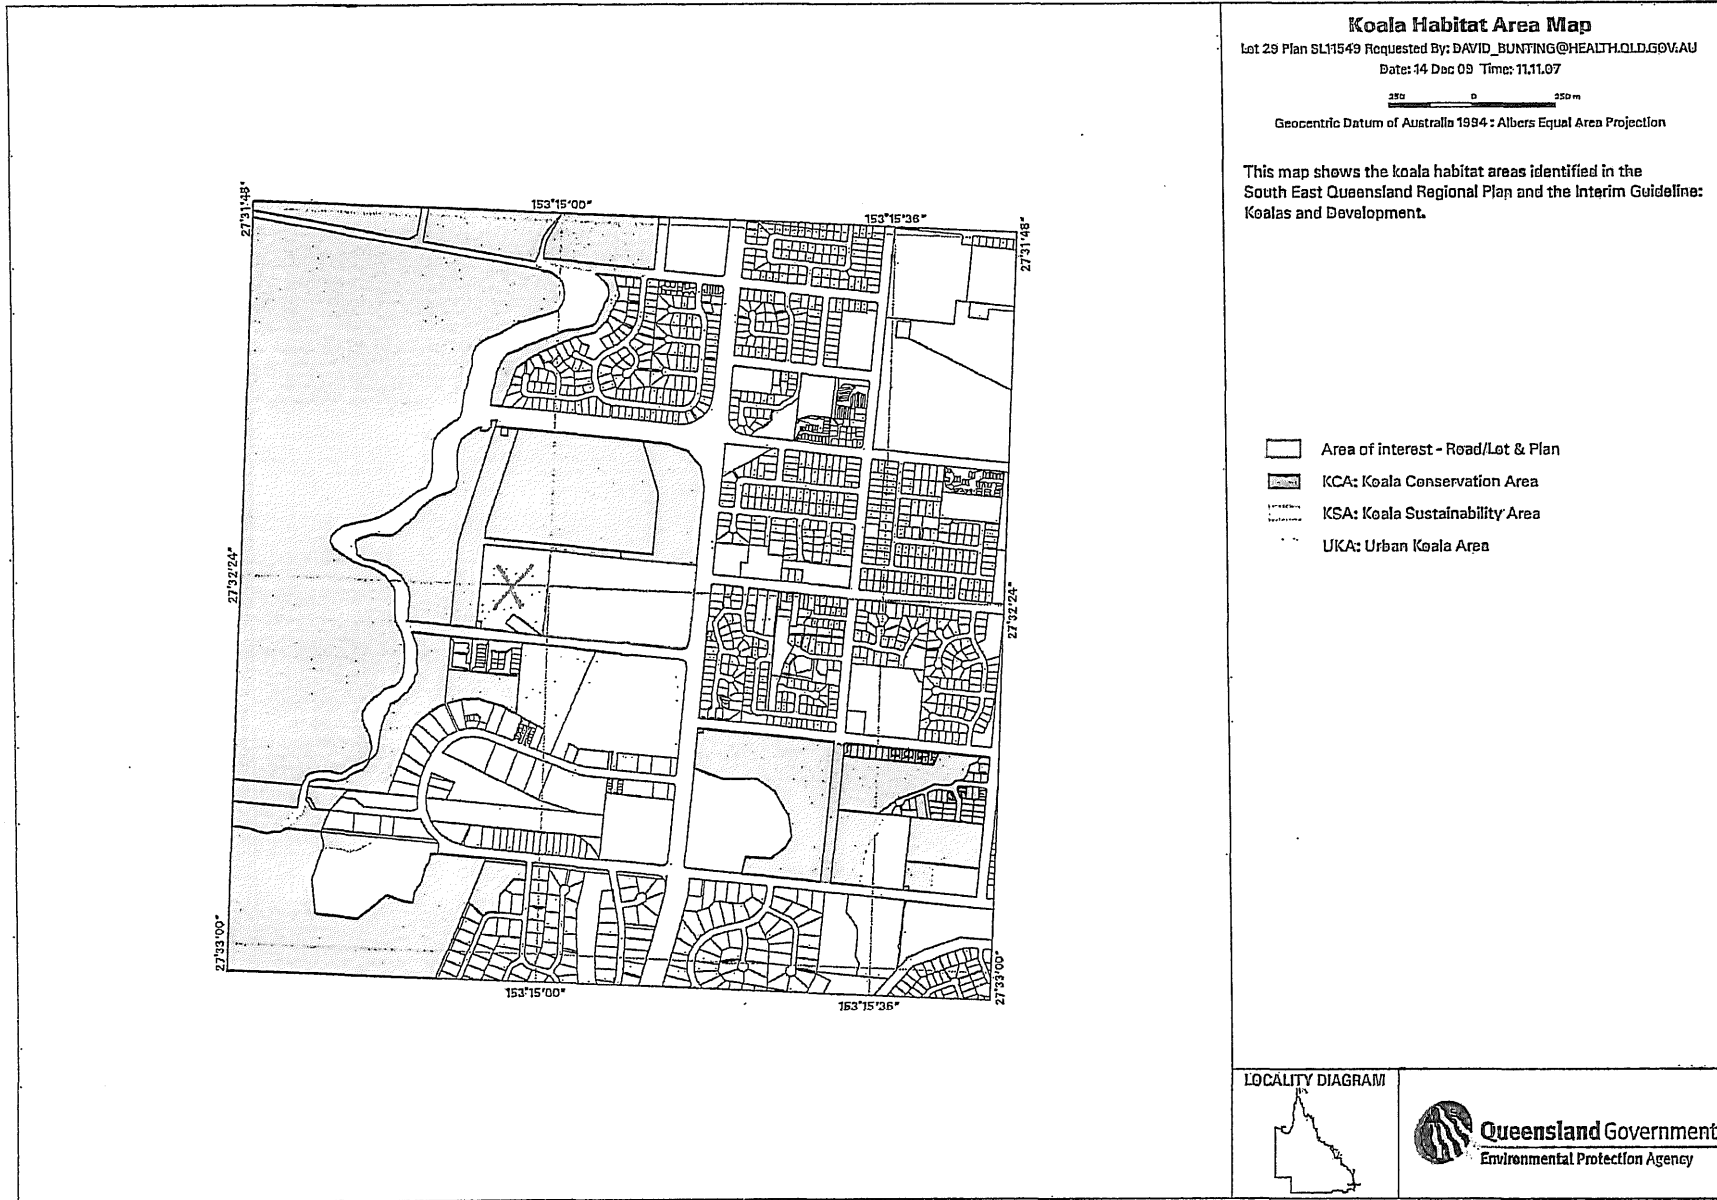 Koala Habitat Area Map
Lot 29 Plan SL11549 Requested By: DAVID_BUNTING@HEALTH.QLD.GOV.AU
Date: 14 Dec 09 Time: 11.11.07
250 0 250 m
Geocentric Datum of Australia 1994 : Albers Equal Area Projection
This map shows the koala habitat areas identified in the
South East Queensland Regional Plan and the Interim Guideline:
Koalas and Development.
27°31'48"
153°15'00"
153°15'36"
27°31'48"
27°32'24"
27°32'24"
27°33'00"
153°15'00"
153°15'36"
27°33'00"
Area of interest - Road/Lot & Plan
KCA: Koala Conservation Area
KSA: Koala Sustainability Area
UKA: Urban Koala Area
LOCALITY DIAGRAM
Queensland Government
Environmental Protection Agency